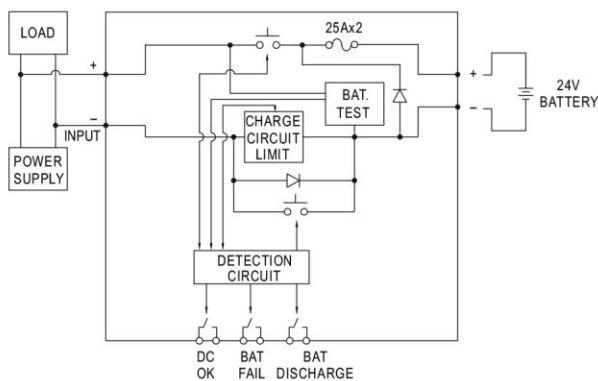 LOAD
25Ax2
+
+
BAT.
TEST
24V
BATTERY
CHARGE
CIRCUIT
LIMIT
−
INPUT
−
POWER
SUPPLY
DETECTION
CIRCUIT
DC
OK
BAT
FAIL
BAT
DISCHARGE